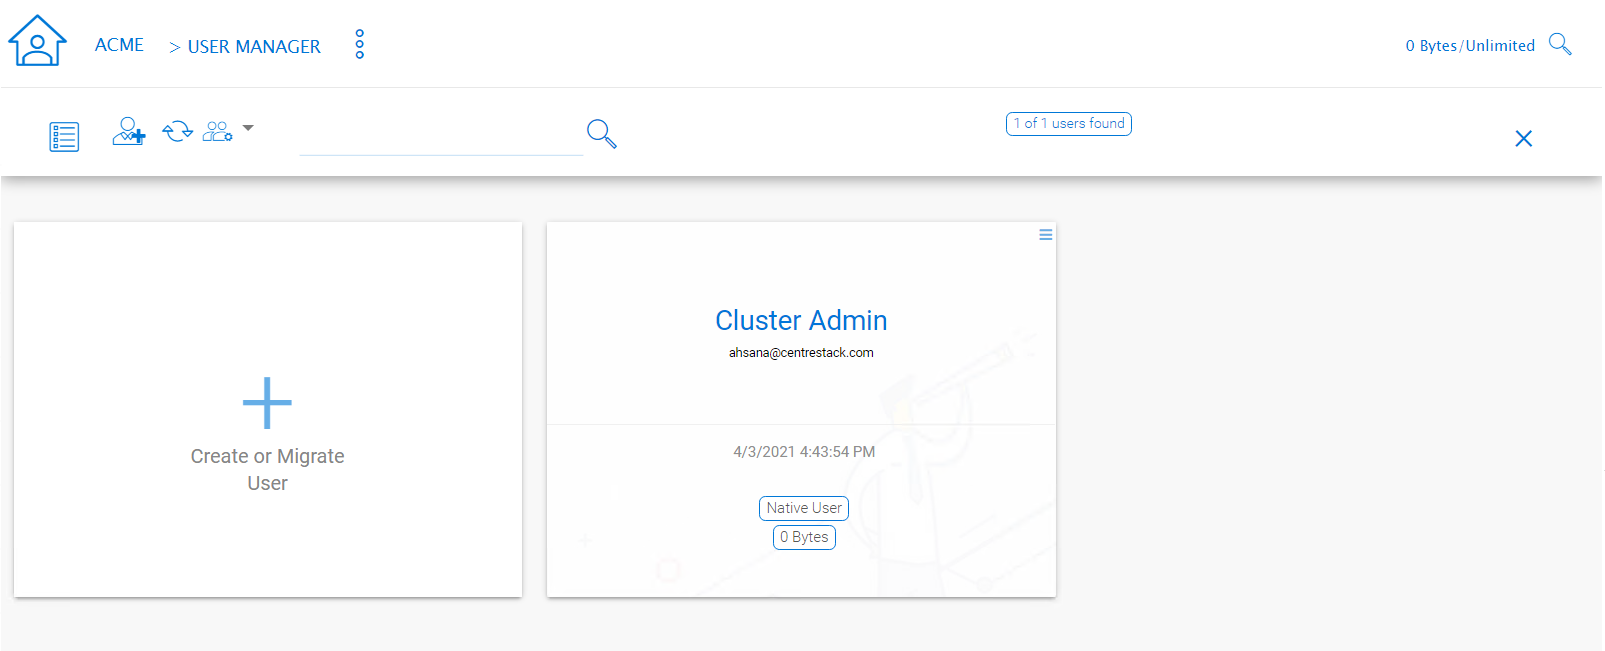 ACME > USER MANAGER
0 Bytes/Unlimited
1 of 1 users found
Create or Migrate
User
Cluster Admin
ahsana@centrestack.com
4/3/2021 4:43:54 PM
Native User
0 Bytes